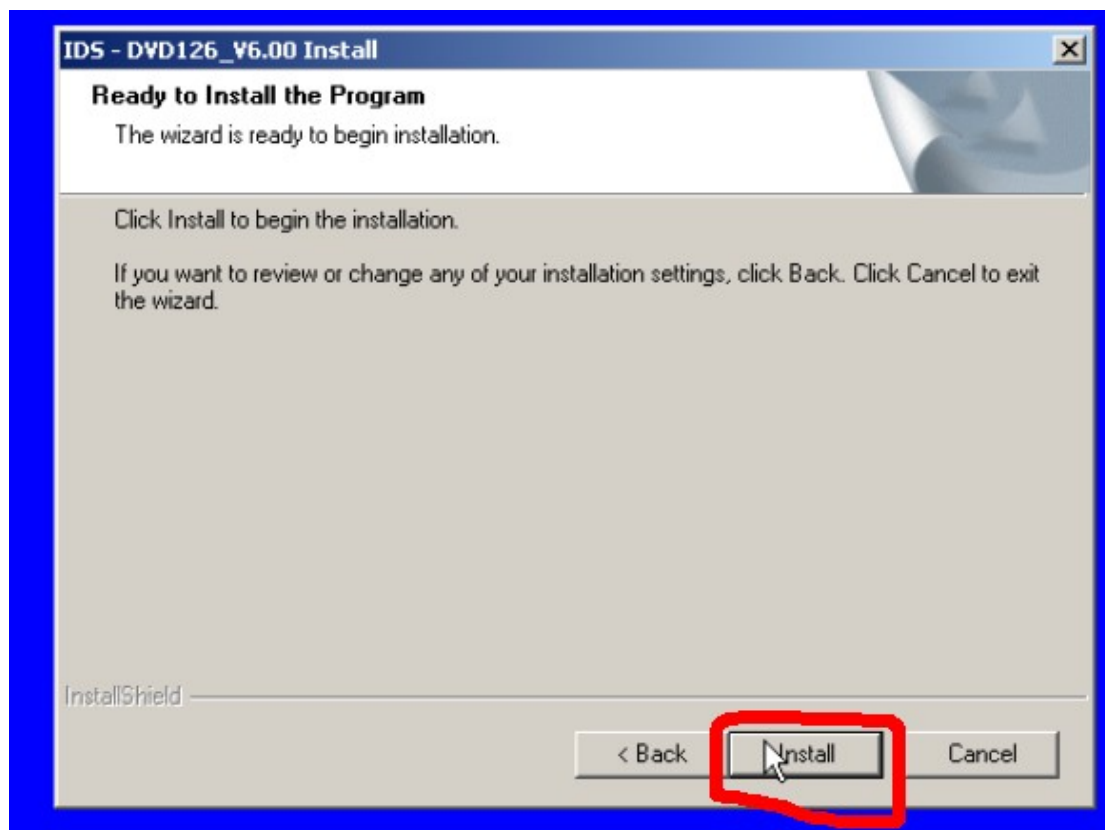 IDS - DVD126_V6.00 Install
Ready to Install the Program
The wizard is ready to begin installation.
Click Install to begin the installation.
If you want to review or change any of your installation settings, click Back. Click Cancel to exit
the wizard.
InstallShield
< Back Install Cancel